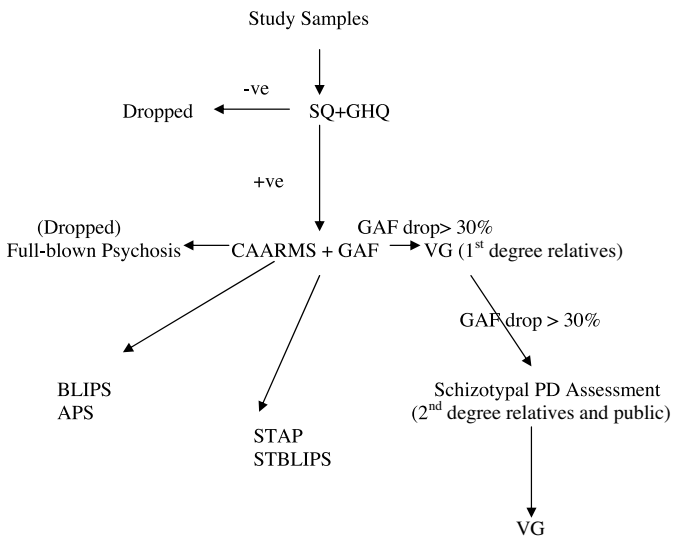 Study Samples
-ve
Dropped
SQ+GHQ
+ve
(Dropped)
Full-blown Psychosis
CAARMS + GAF
GAF drop> 30%
VG (1st degree relatives)
GAF drop > 30%
BLIPS
APS
STAP
STBLIPS
Schizotypal PD Assessment
(2nd degree relatives and public)
VG